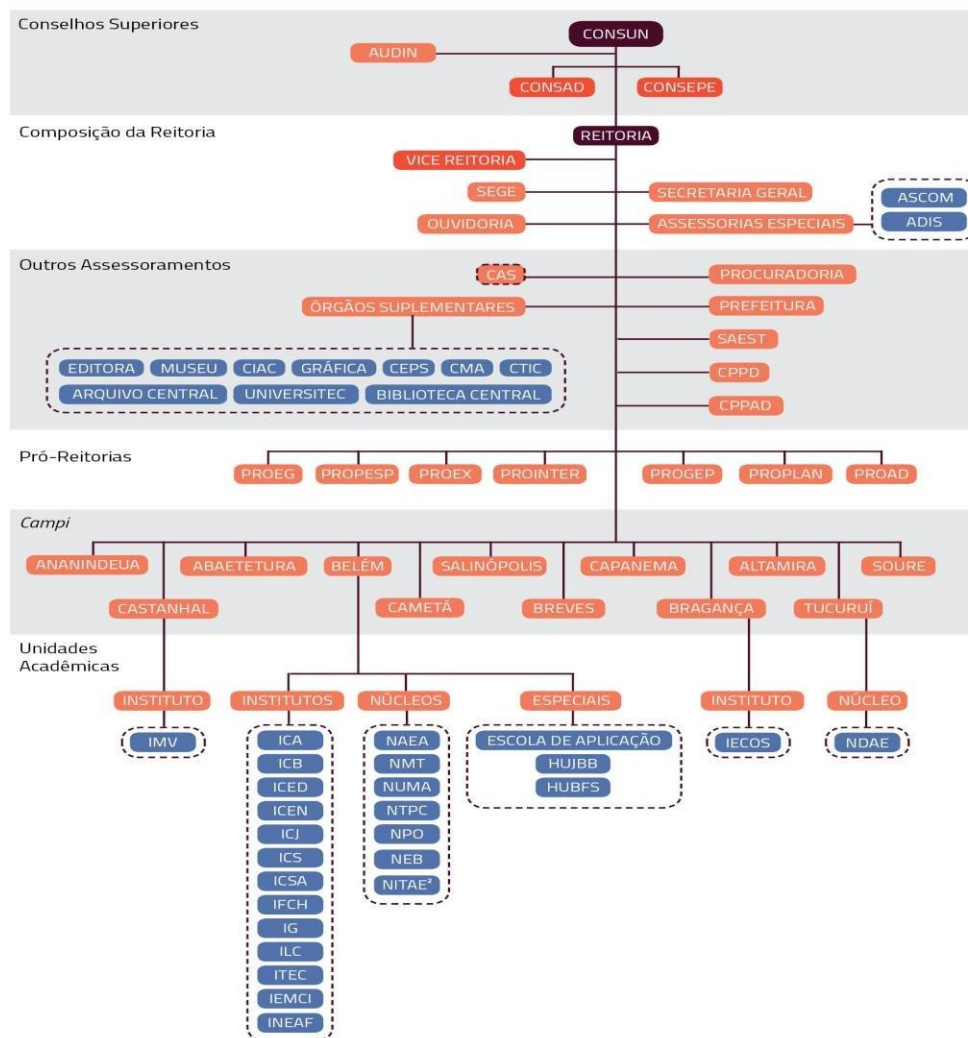 Conselhos Superiores
CONSUN
AUDIN
CONSAD
CONSEPE
Composição da Reitoria
REITORIA
VICE REITORIA
SEGE
SECRETARIA GERAL
OUVIDORIA
ASSESSORIAS ESPECIAIS
ASCOM
ADIS
Outros Assessoramentos
CAS
PROCURADORIA
ÓRGÃOS SUPLEMENTARES
PREFEITURA
EDITORA
MUSEU
CIAC
GRÁFICA
CEPS
CMA
CTIC
ARQUIVO CENTRAL
UNIVERSITEC
BIBLIOTECA CENTRAL
SAEST
CPPD
CPPAD
Pró-Reitorias
PROEG
PROPESP
PROEX
PROINTER
PROGEP
PROPLAN
PROAD
Campi
ANANINDEUA
ABAETETURA
BELÉM
SALINÓPOLIS
CAPANEMA
ALTAMIRA
SOURE
CASTANHAL
CAMETÁ
BREVES
BRAGANÇA
TUCURUÍ
Unidades
Acadêmicas
INSTITUTO
IMV
INSTITUTOS
ICA
ICB
ICED
ICEN
ICJ
ICS
ICSA
IFCH
IG
ILC
ITEC
IEMCI
INEAF
NÚCLEOS
NAEA
NMT
NUMA
NTPC
NPO
NEB
NITAE²
ESPECIAIS
ESCOLA DE APLICAÇÃO
HUJBB
HUBFS
INSTITUTO
IECOS
NÚCLEO
NDAE